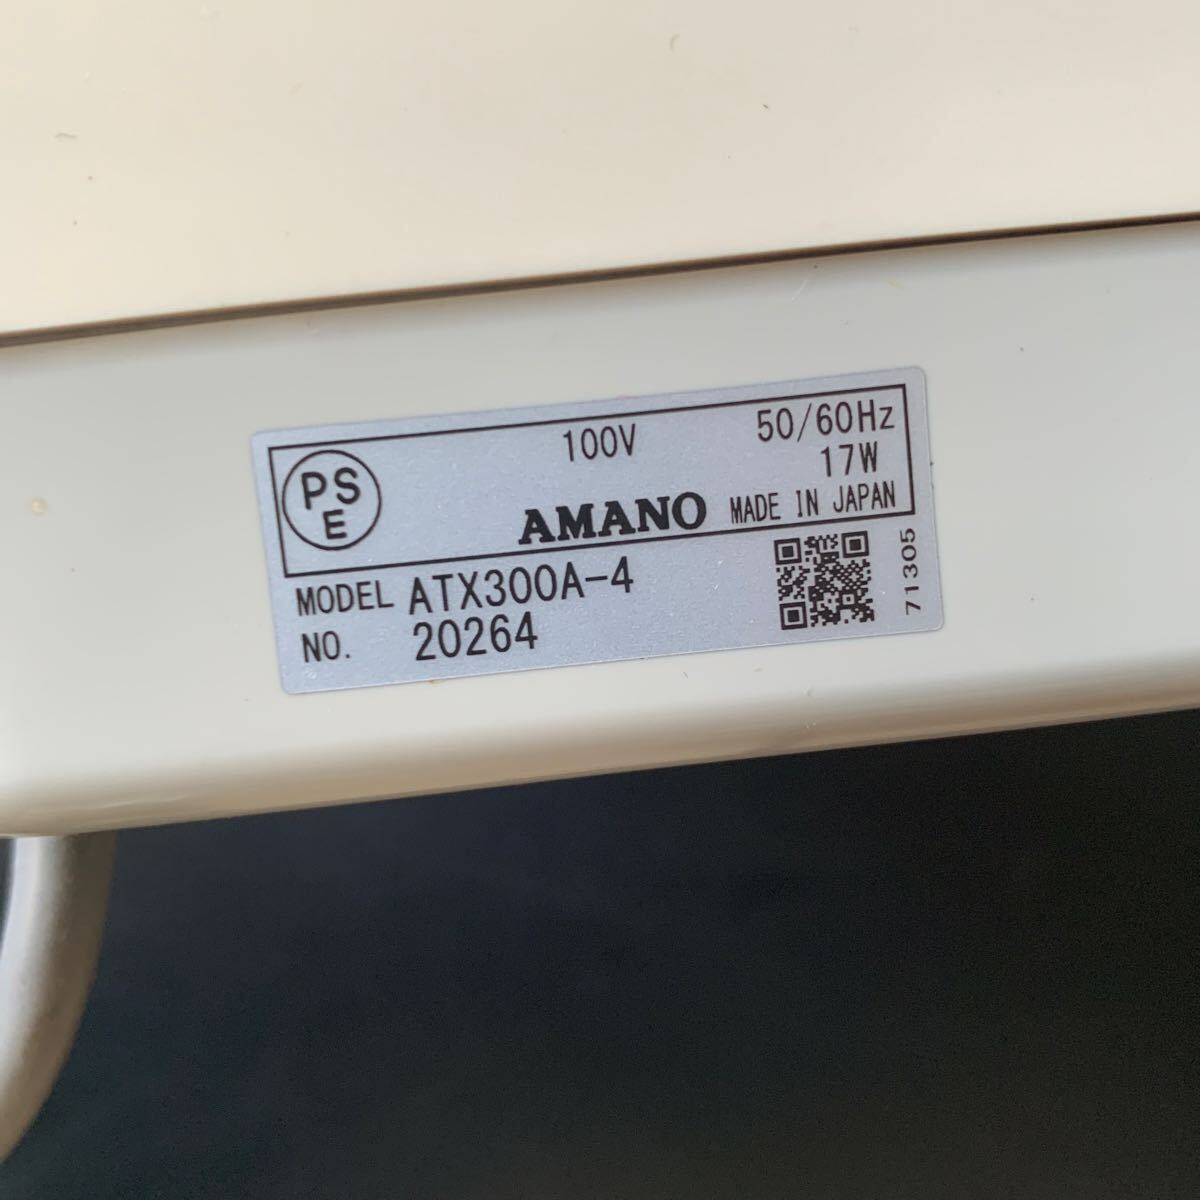 PS
E
100V
50/60Hz
17W
AMANO MADE IN JAPAN
MODEL ATX300A-4
NO. 20264
71305